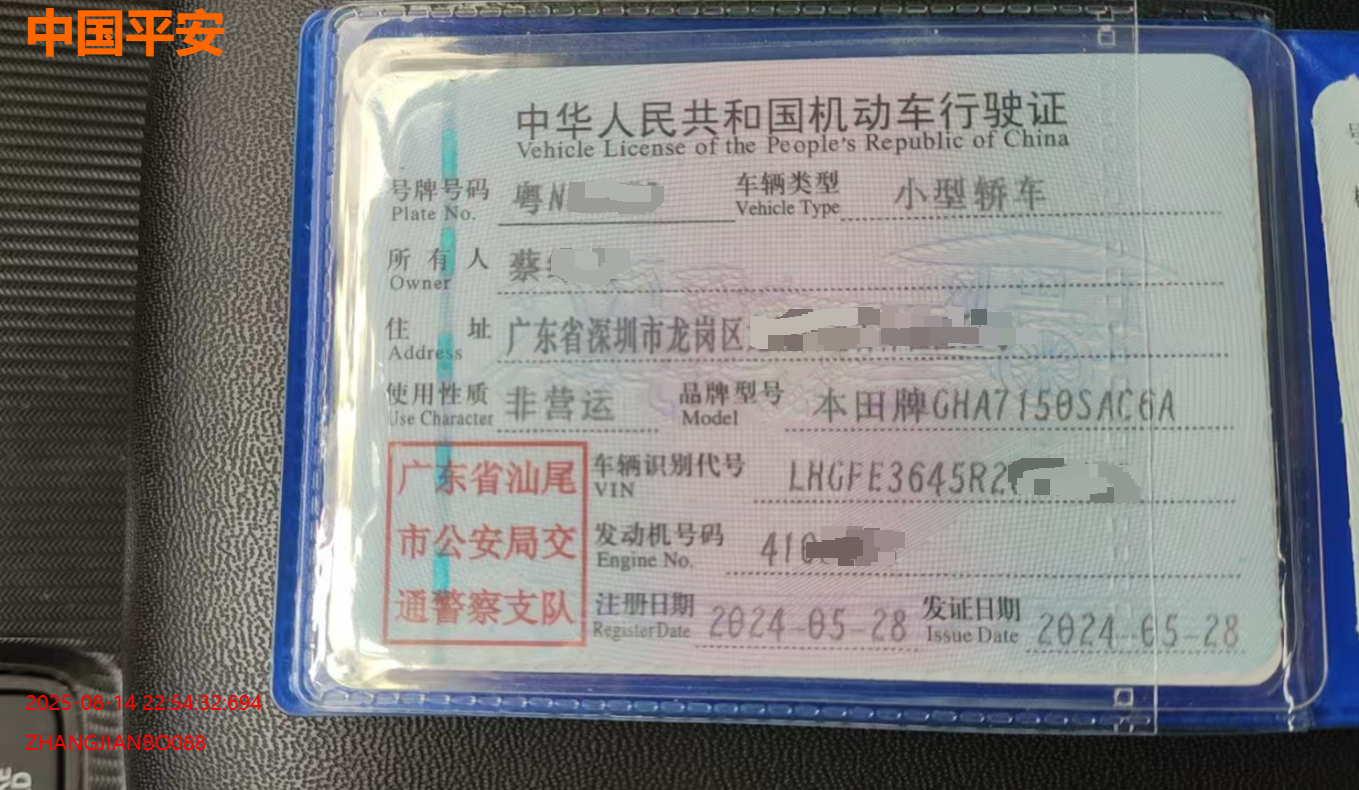 中国平安
中华人民共和国机动车行驶证
Vehicle License of the People's Republic of China
号牌号码 粤N 车辆类型 小型轿车
Plate No. Vehicle Type
所有人 蔡
Owner
住址 广东省深圳市龙岗区
Address
使用性质 非营运 品牌型号 本田牌GHA7150SAC6A
Use Character Model
广东省汕尾 车辆识别代号 LHGFE3645R2
VIN
市公安局交 发动机号码 410
Engine No.
通警察支队 注册日期 2024-05-28 发证日期 2024-05-28
Register Date Issue Date
2025 08 14 22:54:32:694
ZHANGJIANBO088